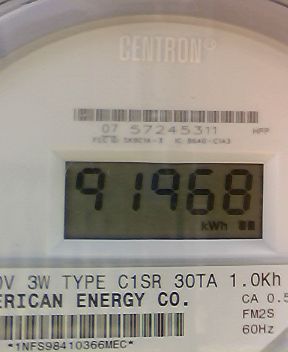 CENTRON®
07 57245311 HPP
91968
kWh
0V 3W TYPE C1SR 30TA 1.0Kh
ERICAN ENERGY CO.
CA 0.5
FM2S
60Hz
*1NFS98410366MEC*